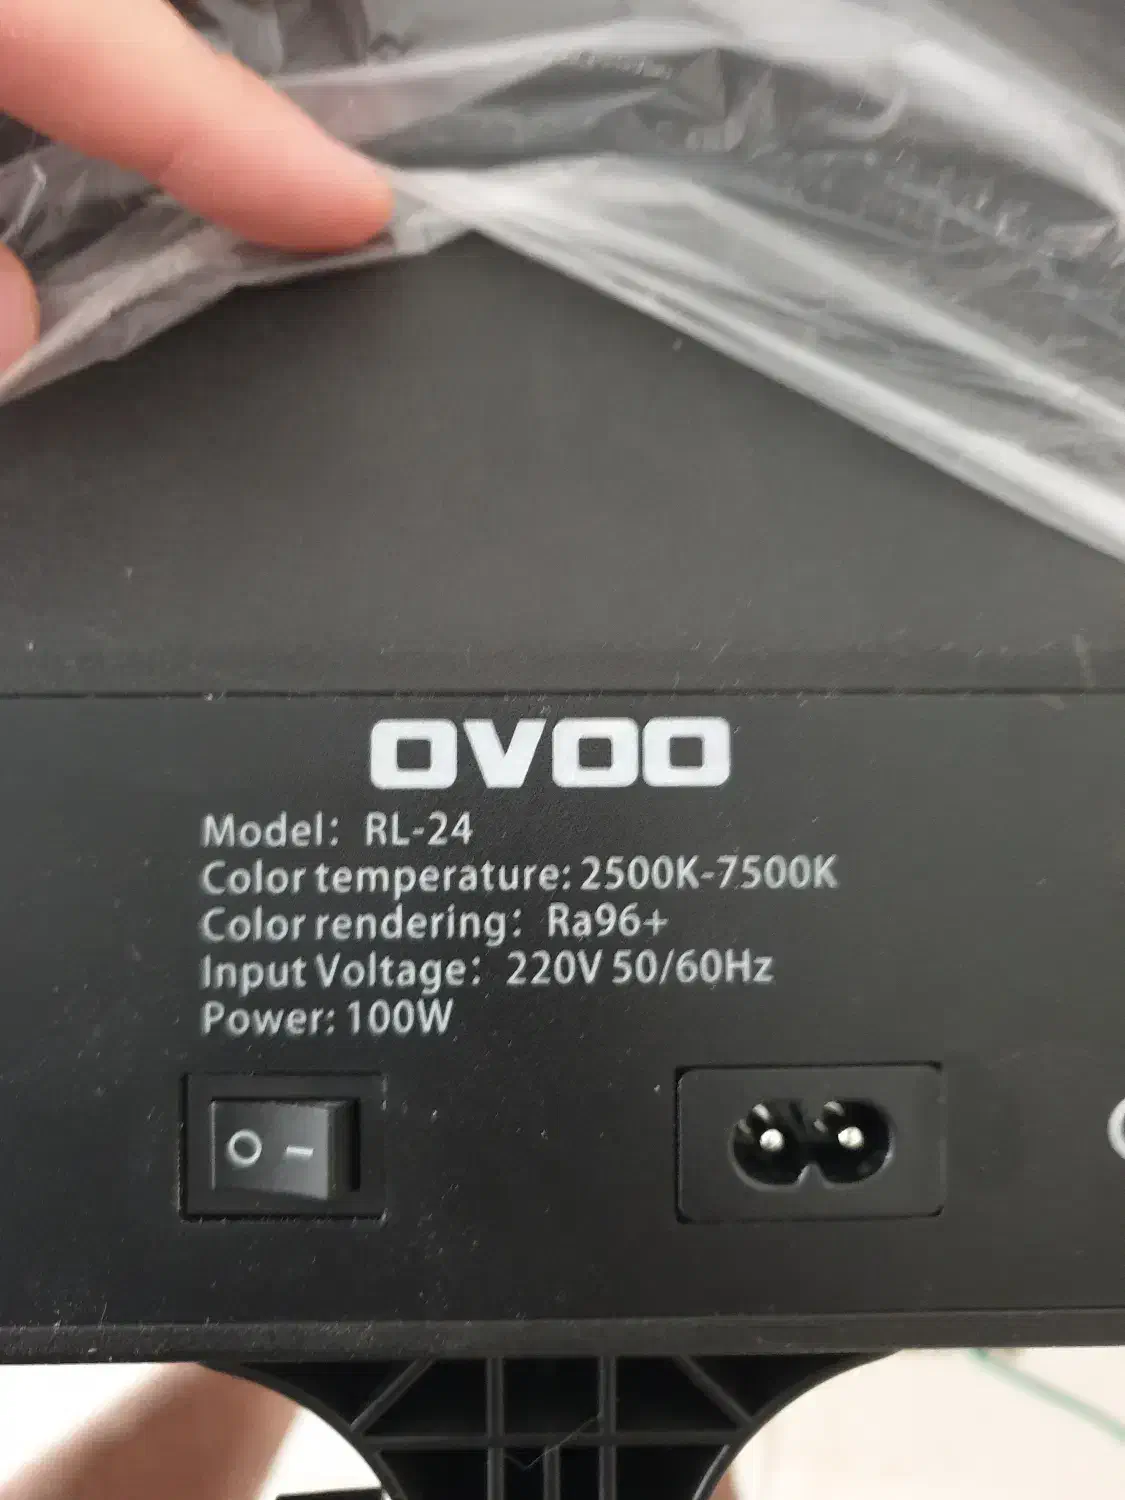 OVOO
Model: RL-24
Color temperature: 2500K-7500K
Color rendering: Ra96+
Input Voltage: 220V 50/60Hz
Power: 100W
O –